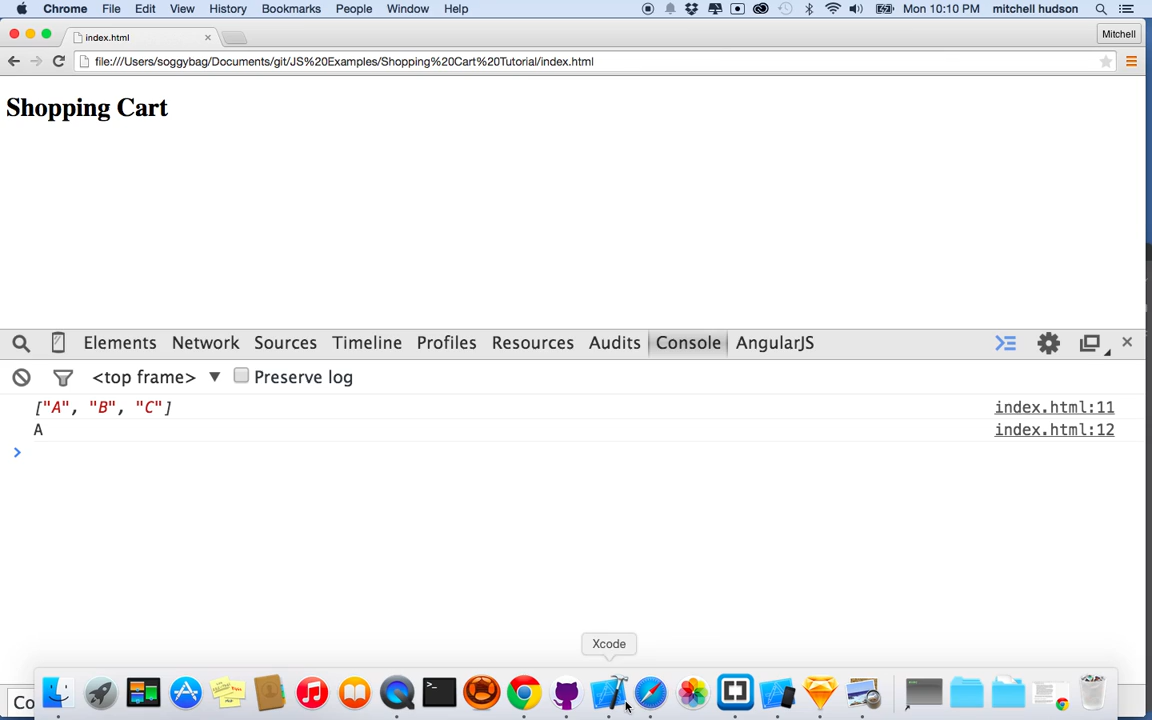 Chrome File Edit View History Bookmarks People Window Help Mon 10:10 PM mitchell hudson
index.html Mitchell
file:///Users/soggybag/Documents/git/JS%20Examples/Shopping%20Cart%20Tutorial/index.html
Shopping Cart
Elements Network Sources Timeline Profiles Resources Audits Console AngularJS
<top frame> Preserve log
["A", "B", "C"] index.html:11
A index.html:12
Xcode
Co